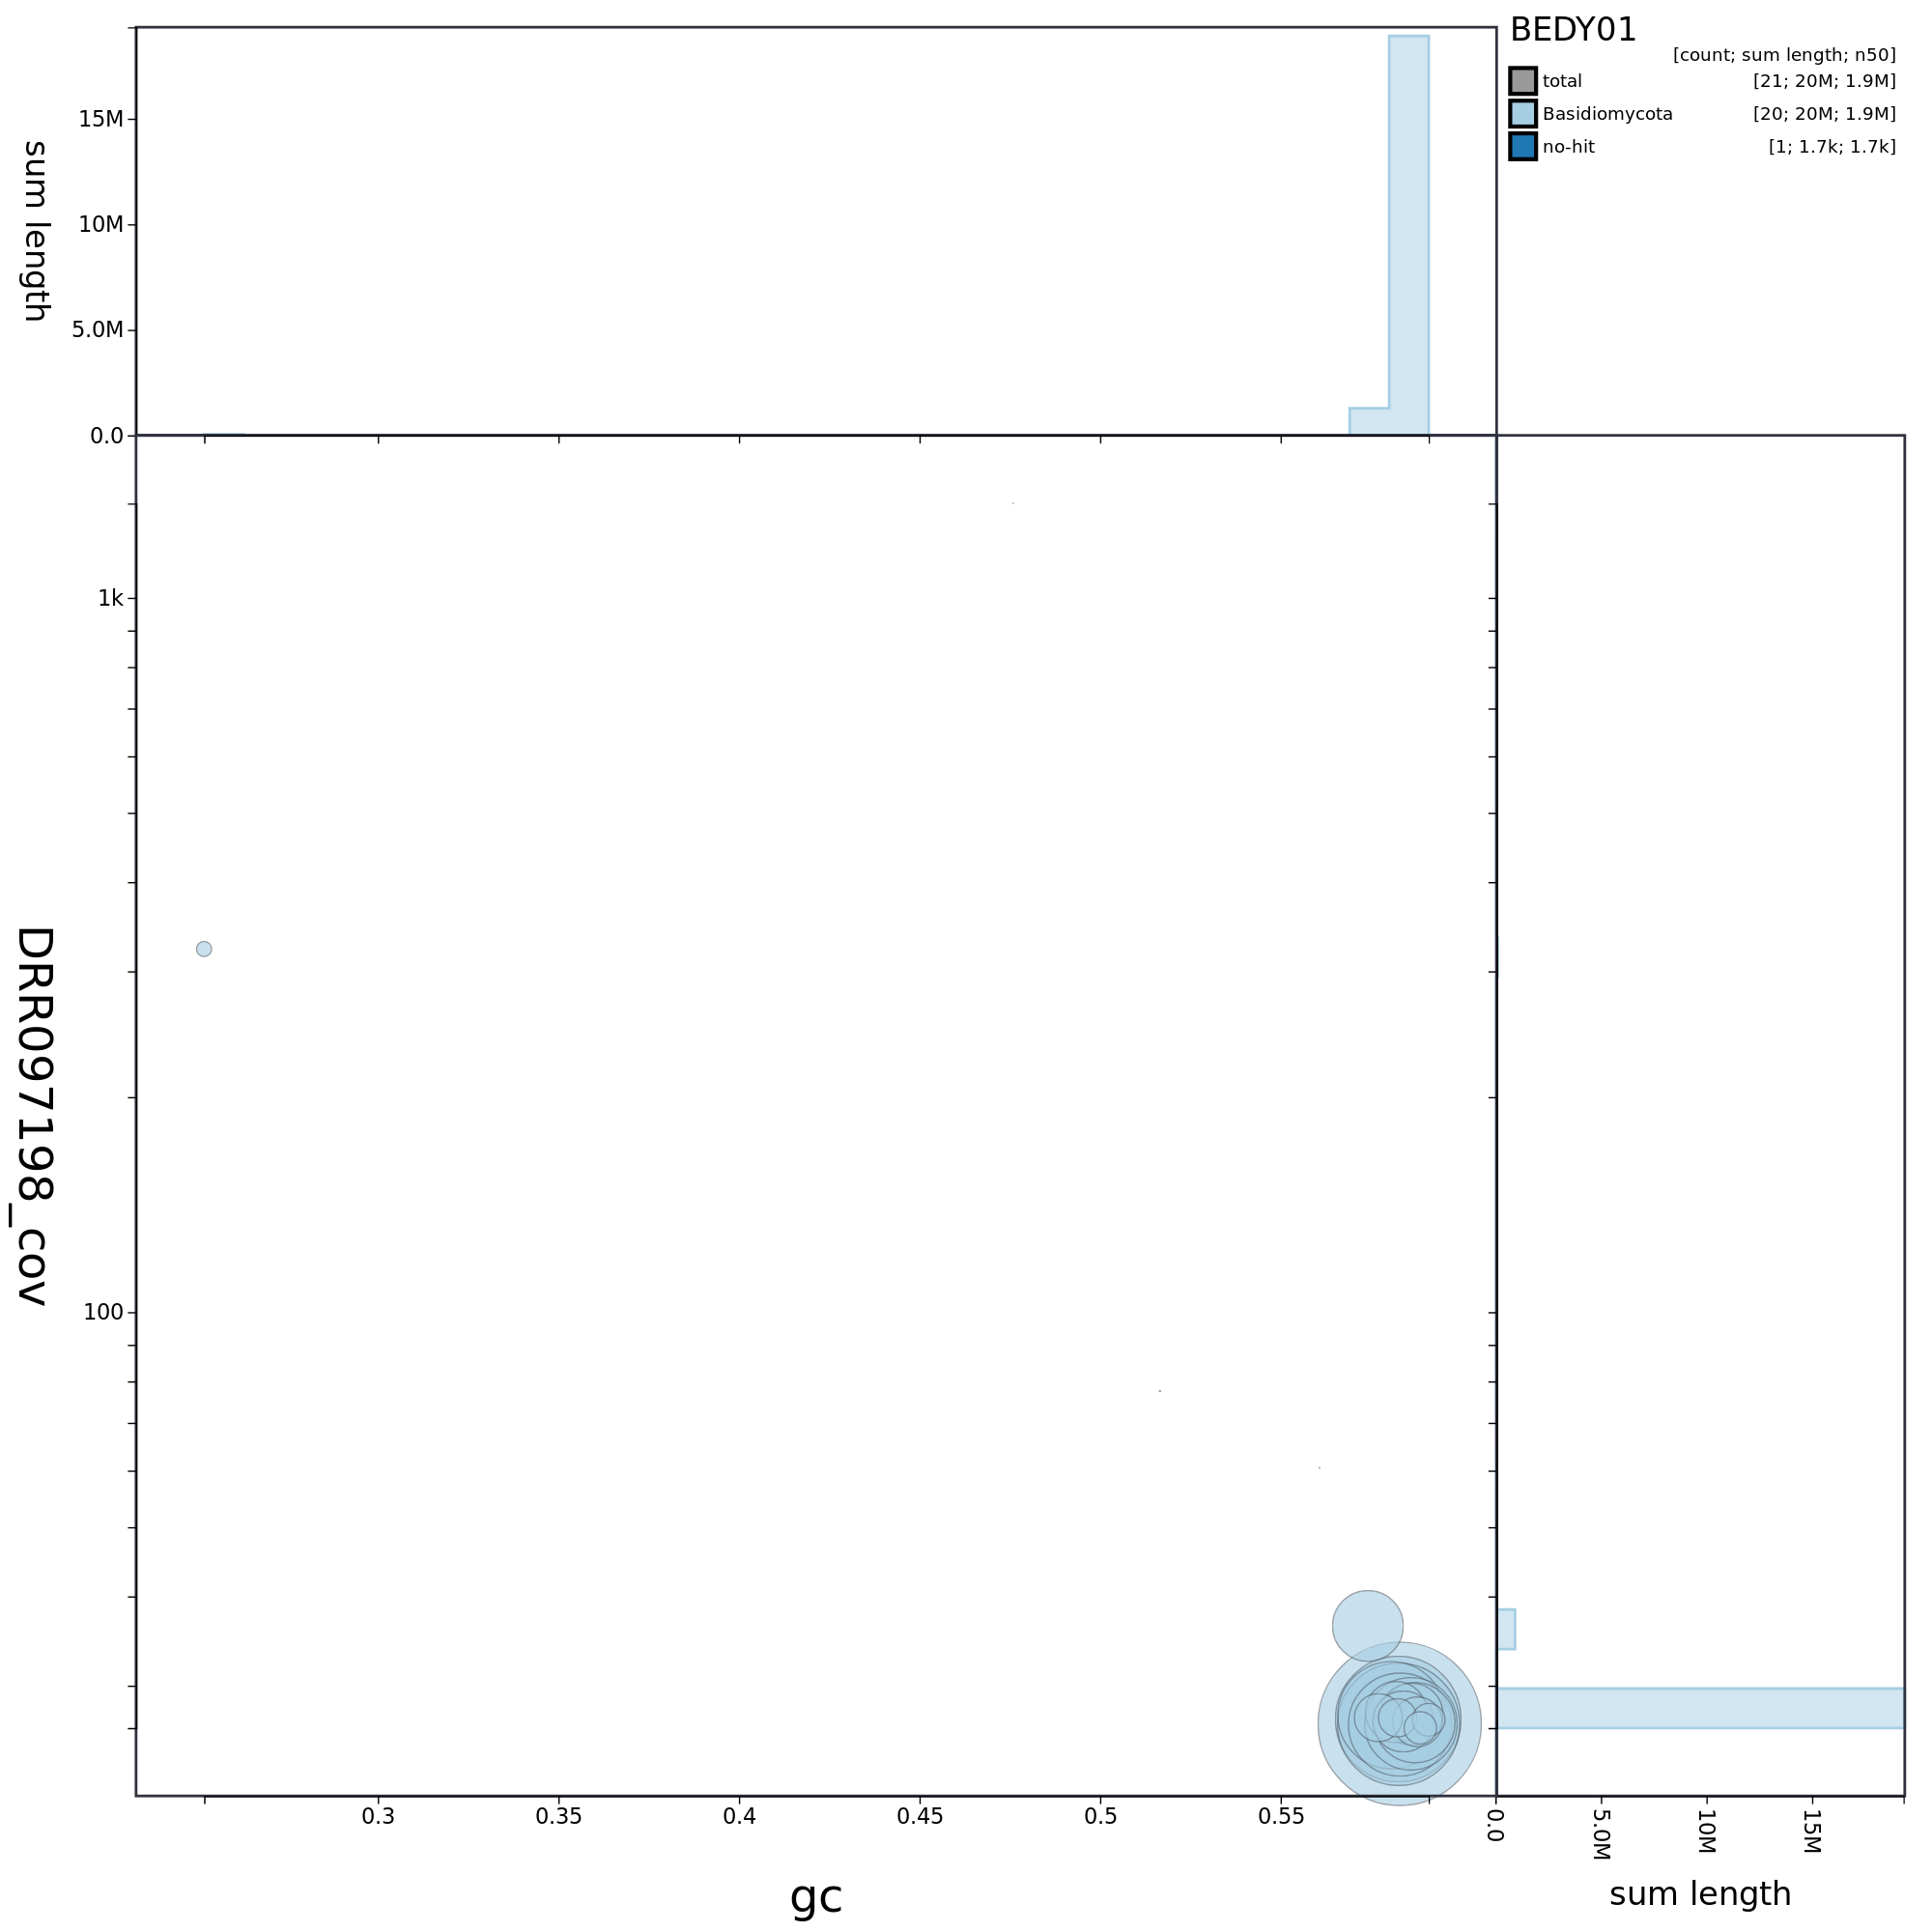 BEDY01
[count; sum length; n50]
total [21; 20M; 1.9M]
Basidiomycota [20; 20M; 1.9M]
no-hit [1; 1.7k; 1.7k]
sum length
15M
10M
5.0M
0.0
DRR097198_cov
1k
100
0.3 0.35 0.4 0.45 0.5 0.55
gc
0.0 5.0M 10M 15M
sum length